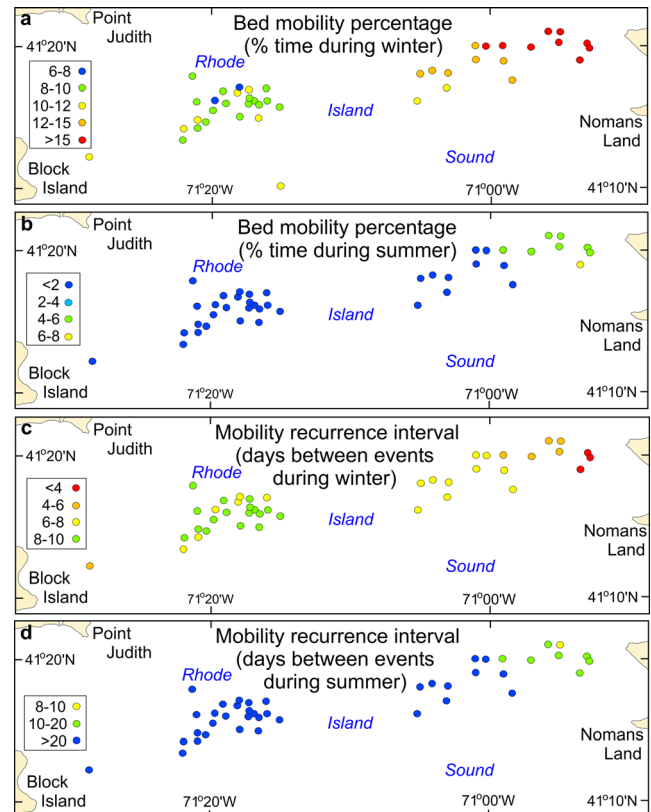 a
Point
Judith
Bed mobility percentage
(% time during winter)
41°20'N
Rhode
6-8
8-10
10-12
12-15
>15
Island
Nomans
Land
Sound
Block
Island
71°20'W
71°00'W
41°10'N
b
Point
Judith
Bed mobility percentage
(% time during summer)
41°20'N
Rhode
<2
2-4
4-6
6-8
Island
Nomans
Land
Sound
Block
Island
71°20'W
71°00'W
41°10'N
c
Point
Judith
Mobility recurrence interval
(days between events
during winter)
41°20'N
Rhode
<4
4-6
6-8
8-10
Island
Nomans
Land
Sound
Block
Island
71°20'W
71°00'W
41°10'N
d
Point
Judith
Mobility recurrence interval
(days between events
during summer)
41°20'N
Rhode
8-10
10-20
>20
Island
Nomans
Land
Sound
Block
Island
71°20'W
71°00'W
41°10'N